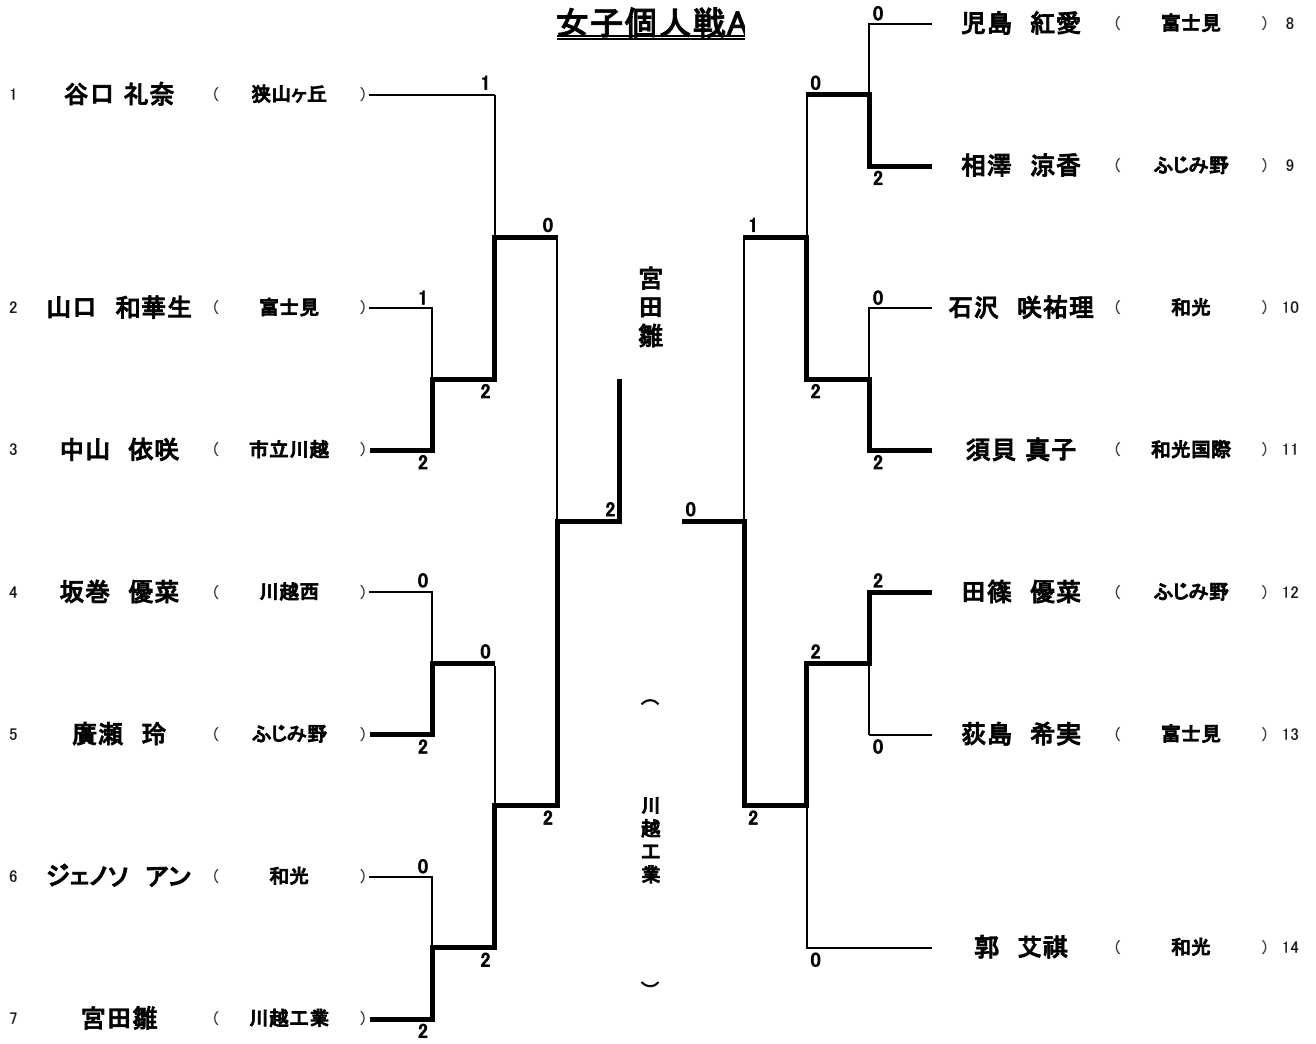 女子個人戦A
1 谷口 礼奈 ( 狭山ヶ丘 ) 1
2 山口 和華生 ( 富士見 ) 1
2
3 中山 依咲 ( 市立川越 ) 2
0
4 坂巻 優菜 ( 川越西 ) 0
0
5 廣瀬 玲 ( ふじみ野 ) 2
2
6 ジェノソ アン ( 和光 ) 0
2
7 宮田雛 ( 川越工業 ) 2
2
宮田雛
( 川越工業 )
0
0 児島 紅愛 ( 富士見 ) 8
0
2 相澤 涼香 ( ふじみ野 ) 9
1
0 石沢 咲祐理 ( 和光 ) 10
2
2 須貝 真子 ( 和光国際 ) 11
2 田篠 優菜 ( ふじみ野 ) 12
2
0 荻島 希実 ( 富士見 ) 13
2
0 郭 艾祺 ( 和光 ) 14